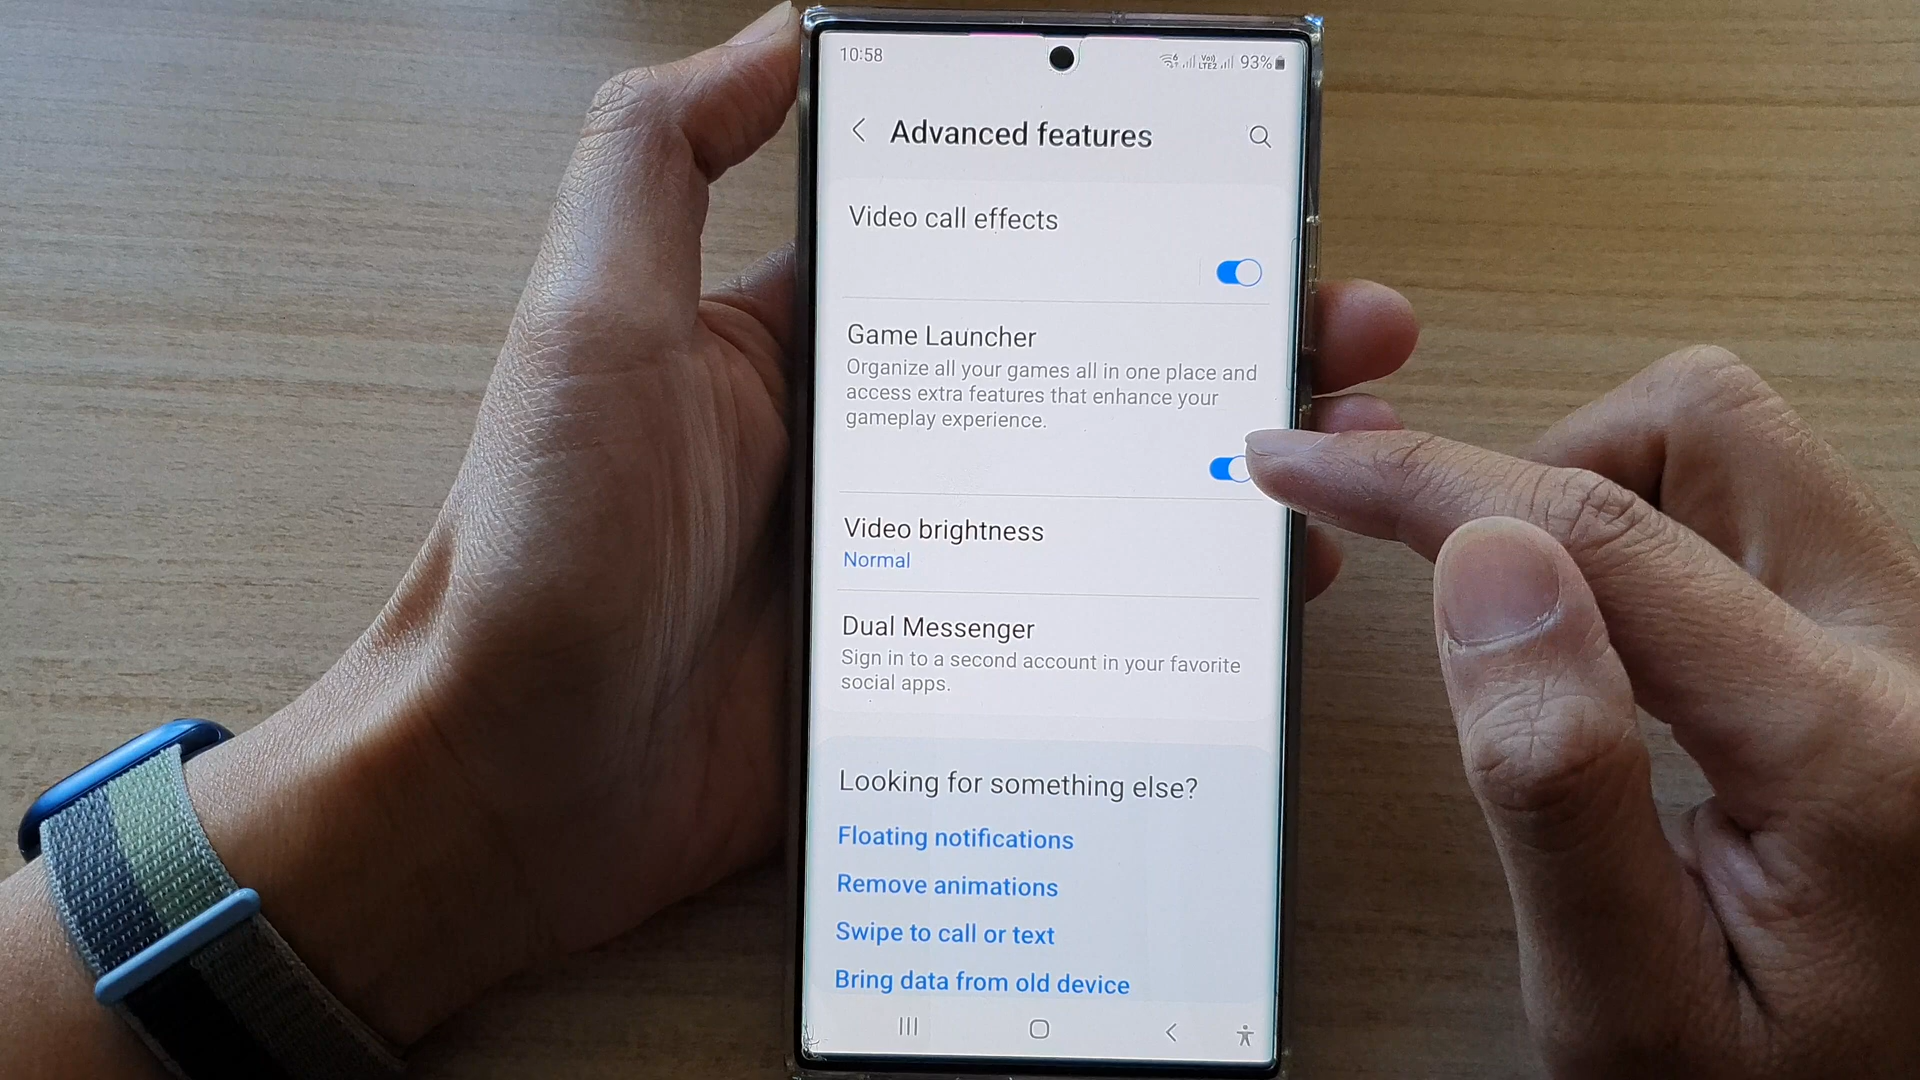 10:58
Vo) LTE2 93%
Advanced features
Video call effects
Game Launcher
Organize all your games all in one place and
access extra features that enhance your
gameplay experience.
Video brightness
Normal
Dual Messenger
Sign in to a second account in your favorite
social apps.
Looking for something else?
Floating notifications
Remove animations
Swipe to call or text
Bring data from old device